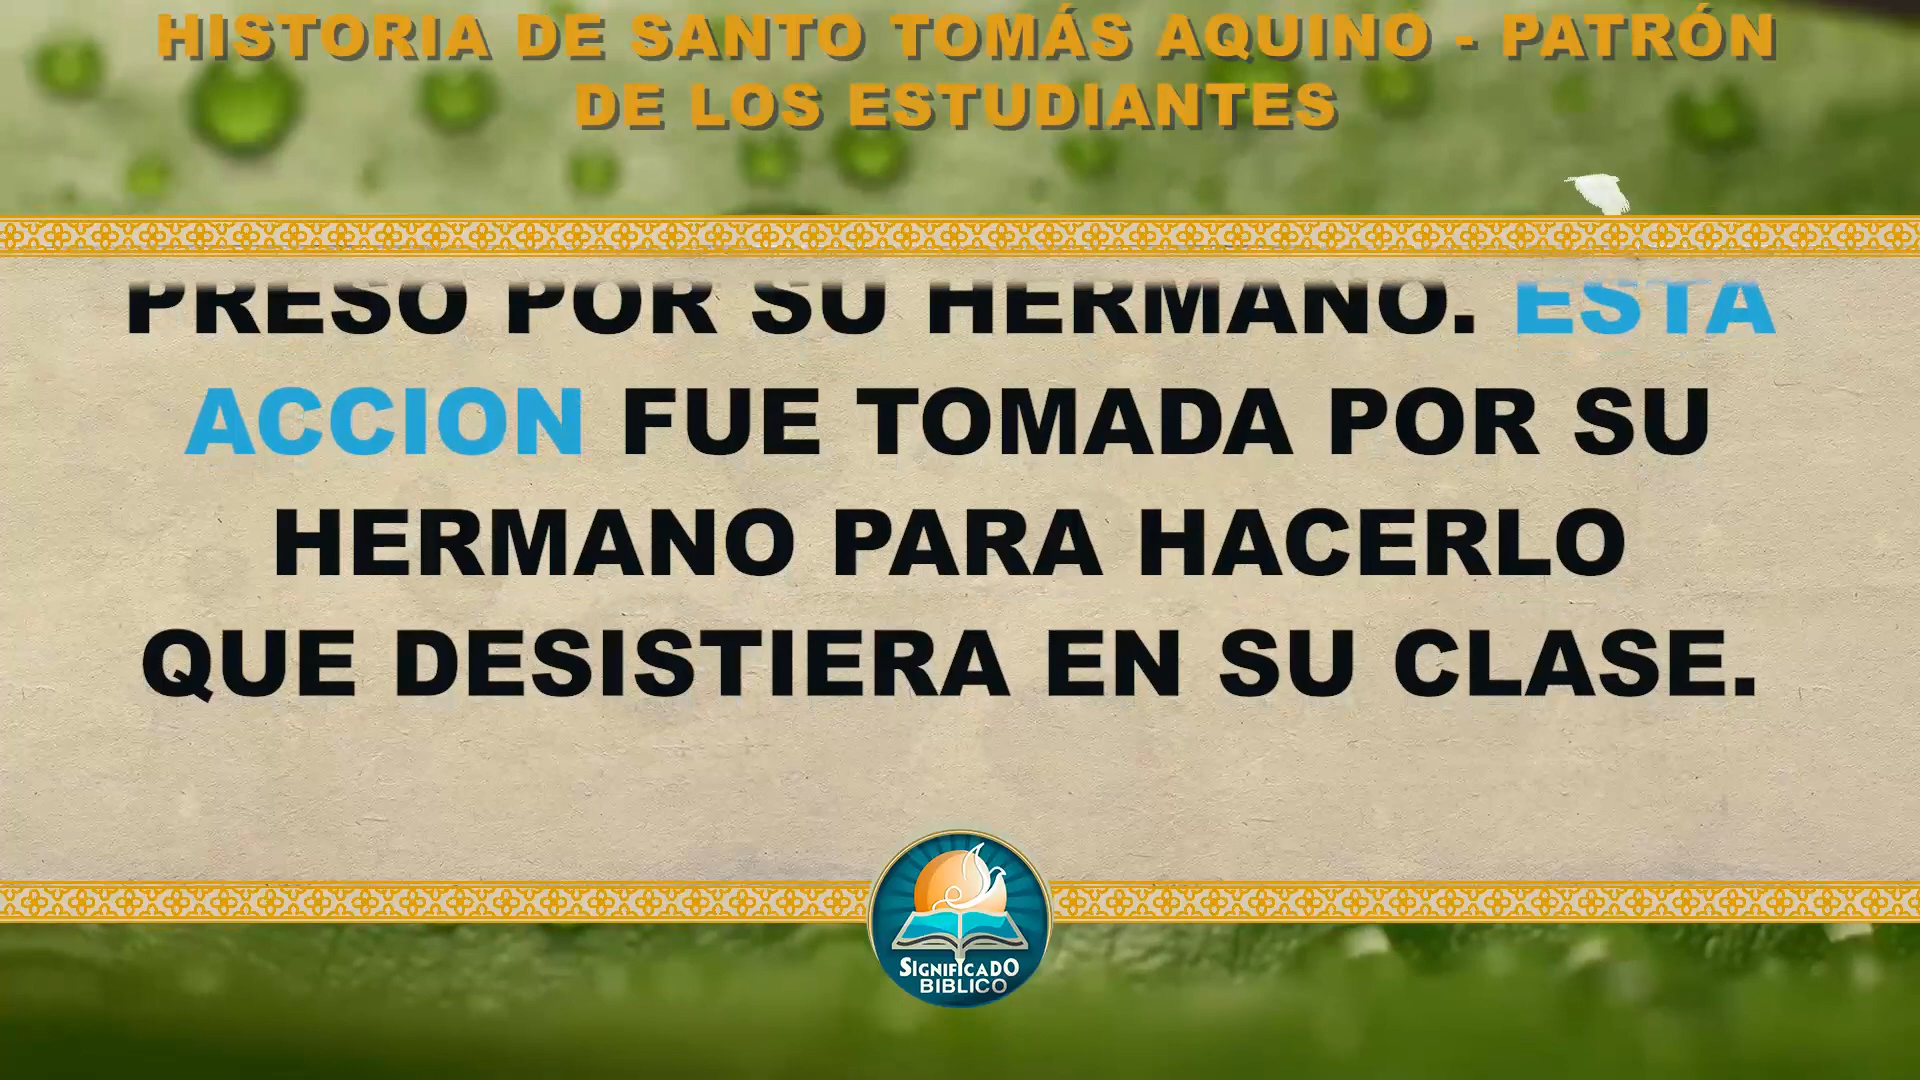 HISTORIA DE SANTO TOMÁS AQUINO - PATRÓN
DE LOS ESTUDIANTES
PRESO POR SU HERMANO. ESTA
ACCION FUE TOMADA POR SU
HERMANO PARA HACERLO
QUE DESISTIERA EN SU CLASE.
SIGNIFICADO
BIBLICO